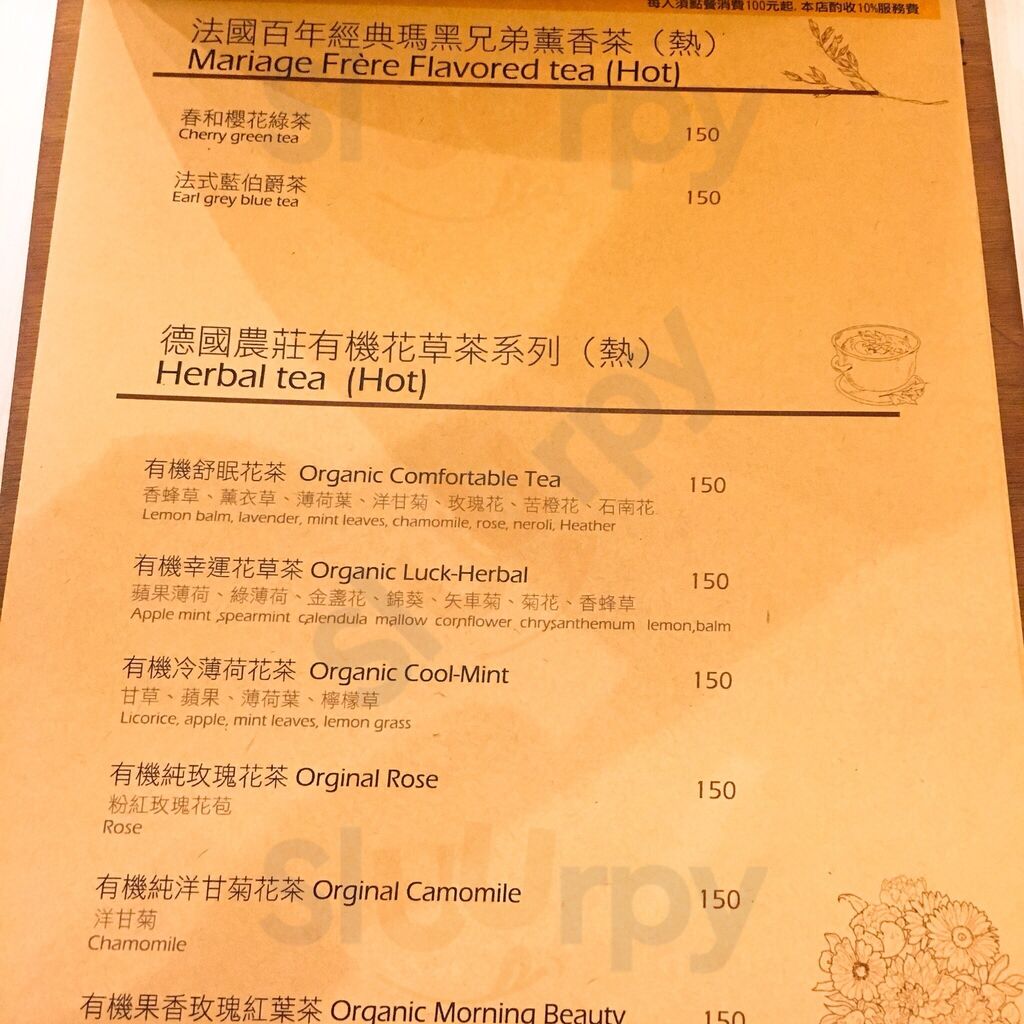 每人須點餐消費100元起, 本店酌收10%服務費
法國百年經典瑪黑兄弟薰香茶（熱）
Mariage Frère Flavored tea (Hot)
春和櫻花綠茶
Cherry green tea 150
法式藍伯爵茶
Earl grey blue tea 150
德國農莊有機花草茶系列（熱）
Herbal tea (Hot)
有機舒眠花茶 Organic Comfortable Tea 150
香蜂草、薰衣草、薄荷葉、洋甘菊、玫瑰花、苦橙花、石南花
Lemon balm, lavender, mint leaves, chamomile, rose, neroli, Heather
有機幸運花草茶 Organic Luck-Herbal 150
蘋果薄荷、綠薄荷、金盞花、錦葵、矢車菊、菊花、香蜂草
Apple mint ,spearmint calendula mallow cornflower chrysanthemum lemon,balm
有機冷薄荷花茶 Organic Cool-Mint 150
甘草、蘋果、薄荷葉、檸檬草
Licorice, apple, mint leaves, lemon grass
有機純玫瑰花茶 Orginal Rose 150
粉紅玫瑰花苞
Rose
有機純洋甘菊花茶 Orginal Camomile 150
洋甘菊
Chamomile
有機果香玫瑰紅葉茶 Organic Morning Beauty 150
Sluurpy
Sluurpy
Sluurpy